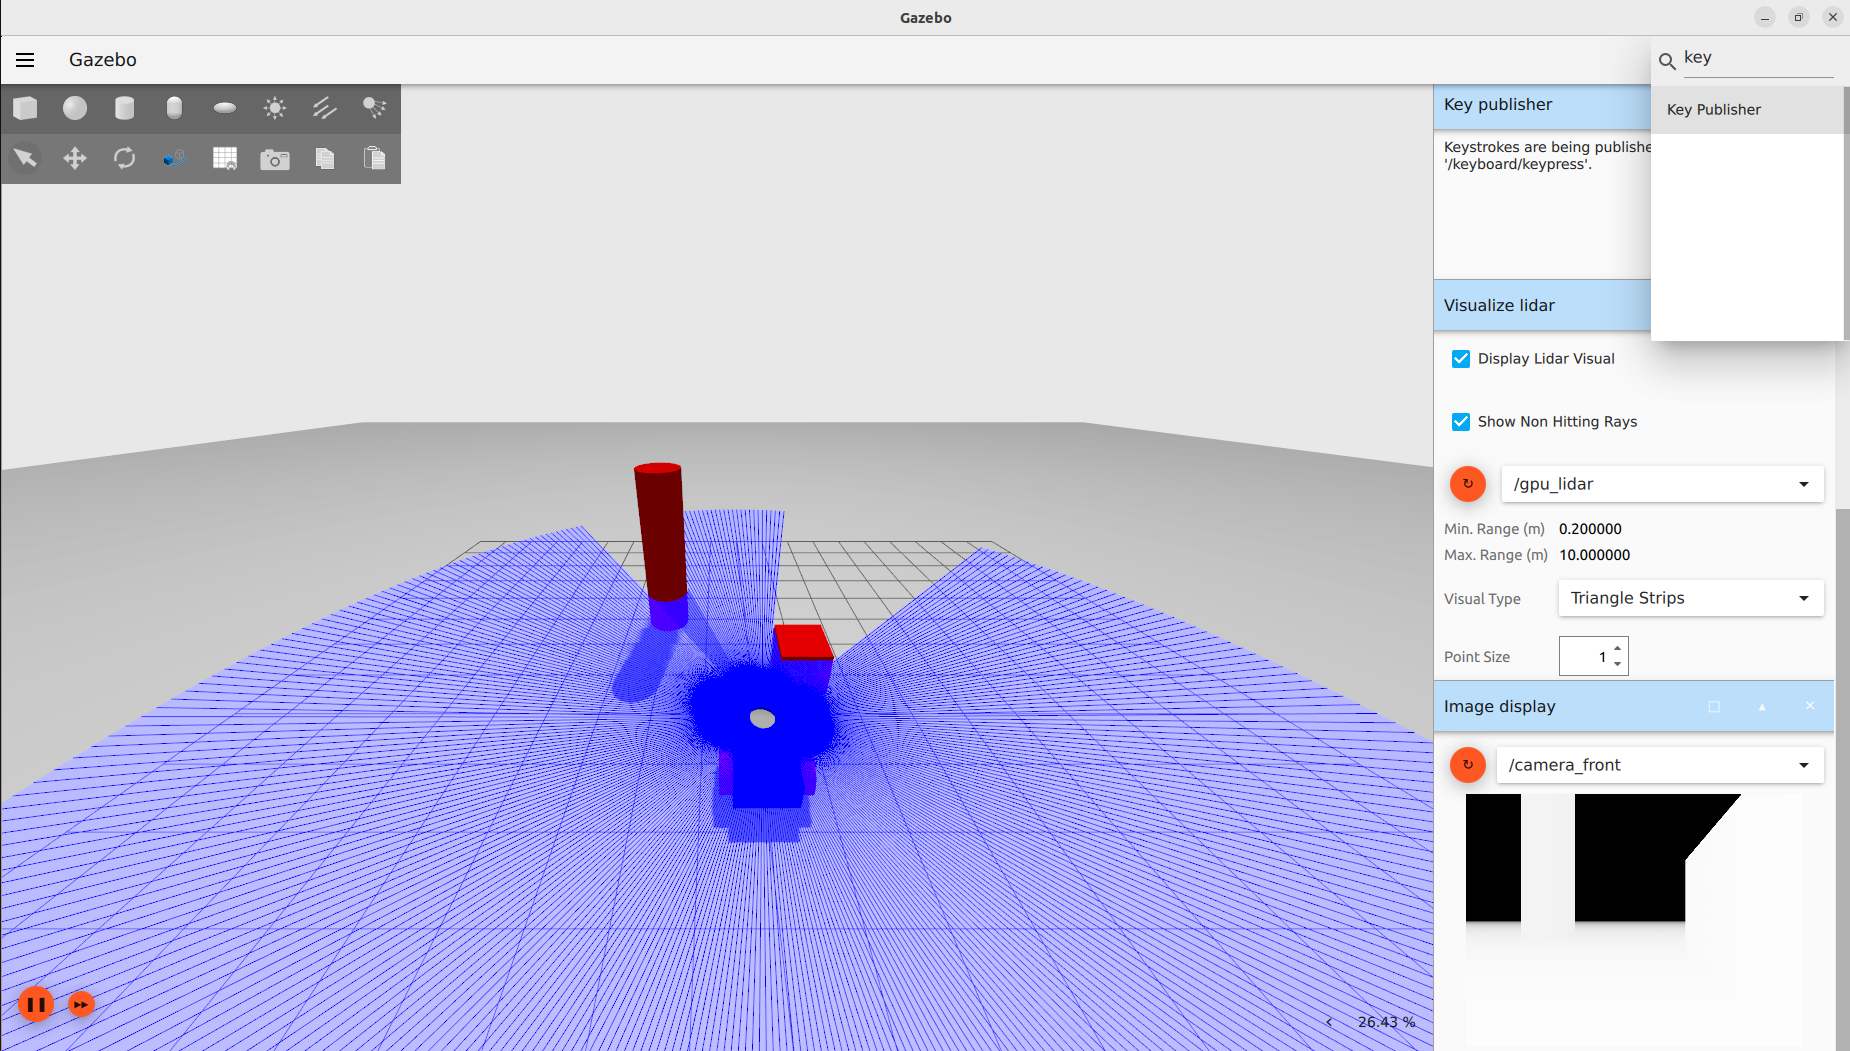 Gazebo
Gazebo
key
Key Publisher
Key publisher
Keystrokes are being publishe
'/keyboard/keypress'.
Visualize lidar
Display Lidar Visual
Show Non Hitting Rays
/gpu_lidar
Min. Range (m) 0.200000
Max. Range (m) 10.000000
Visual Type Triangle Strips
Point Size 1
Image display
/camera_front
26.43 %